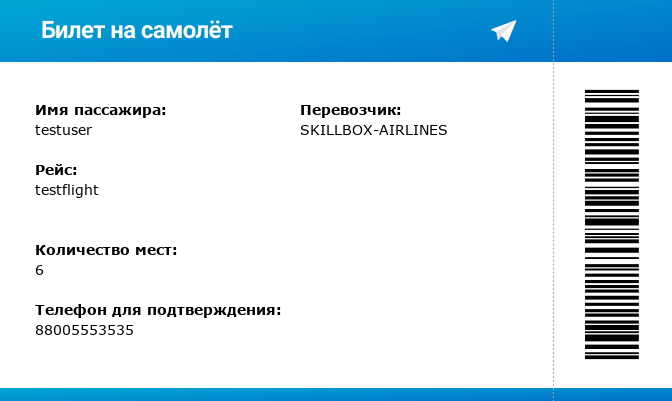 Билет на самолёт
Имя пассажира:
testuser
Перевозчик:
SKILLBOX-AIRLINES
Рейс:
testflight
Количество мест:
6
Телефон для подтверждения:
88005553535